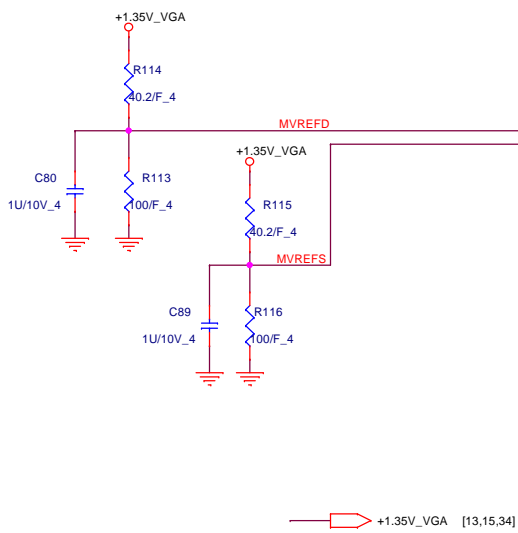 +1.35V_VGA
R114
40.2/F_4
MVREFD
+1.35V_VGA
C80
R113
1U/10V_4
100/F_4
R115
40.2/F_4
MVREFS
C89
R116
1U/10V_4
100/F_4
+1.35V_VGA [13,15,34]